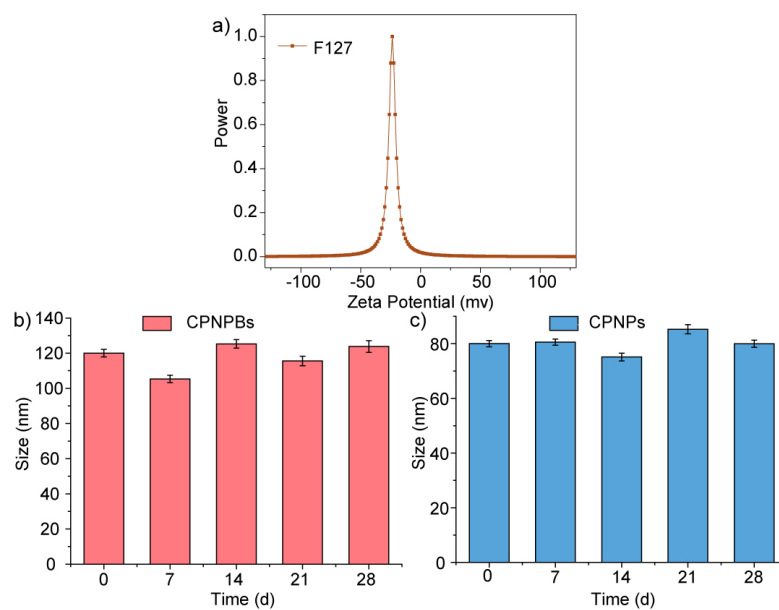 a)
F127
1.0
0.8
0.6
0.4
0.2
0.0
Power
-100 -50 0 50 100
Zeta Potential (mv)
b)
CPNPBs
140
120
100
80
60
40
20
0
Size (nm)
0 7 14 21 28
Time (d)
c)
CPNPs
80
60
40
20
0
Size (nm)
0 7 14 21 28
Time (d)